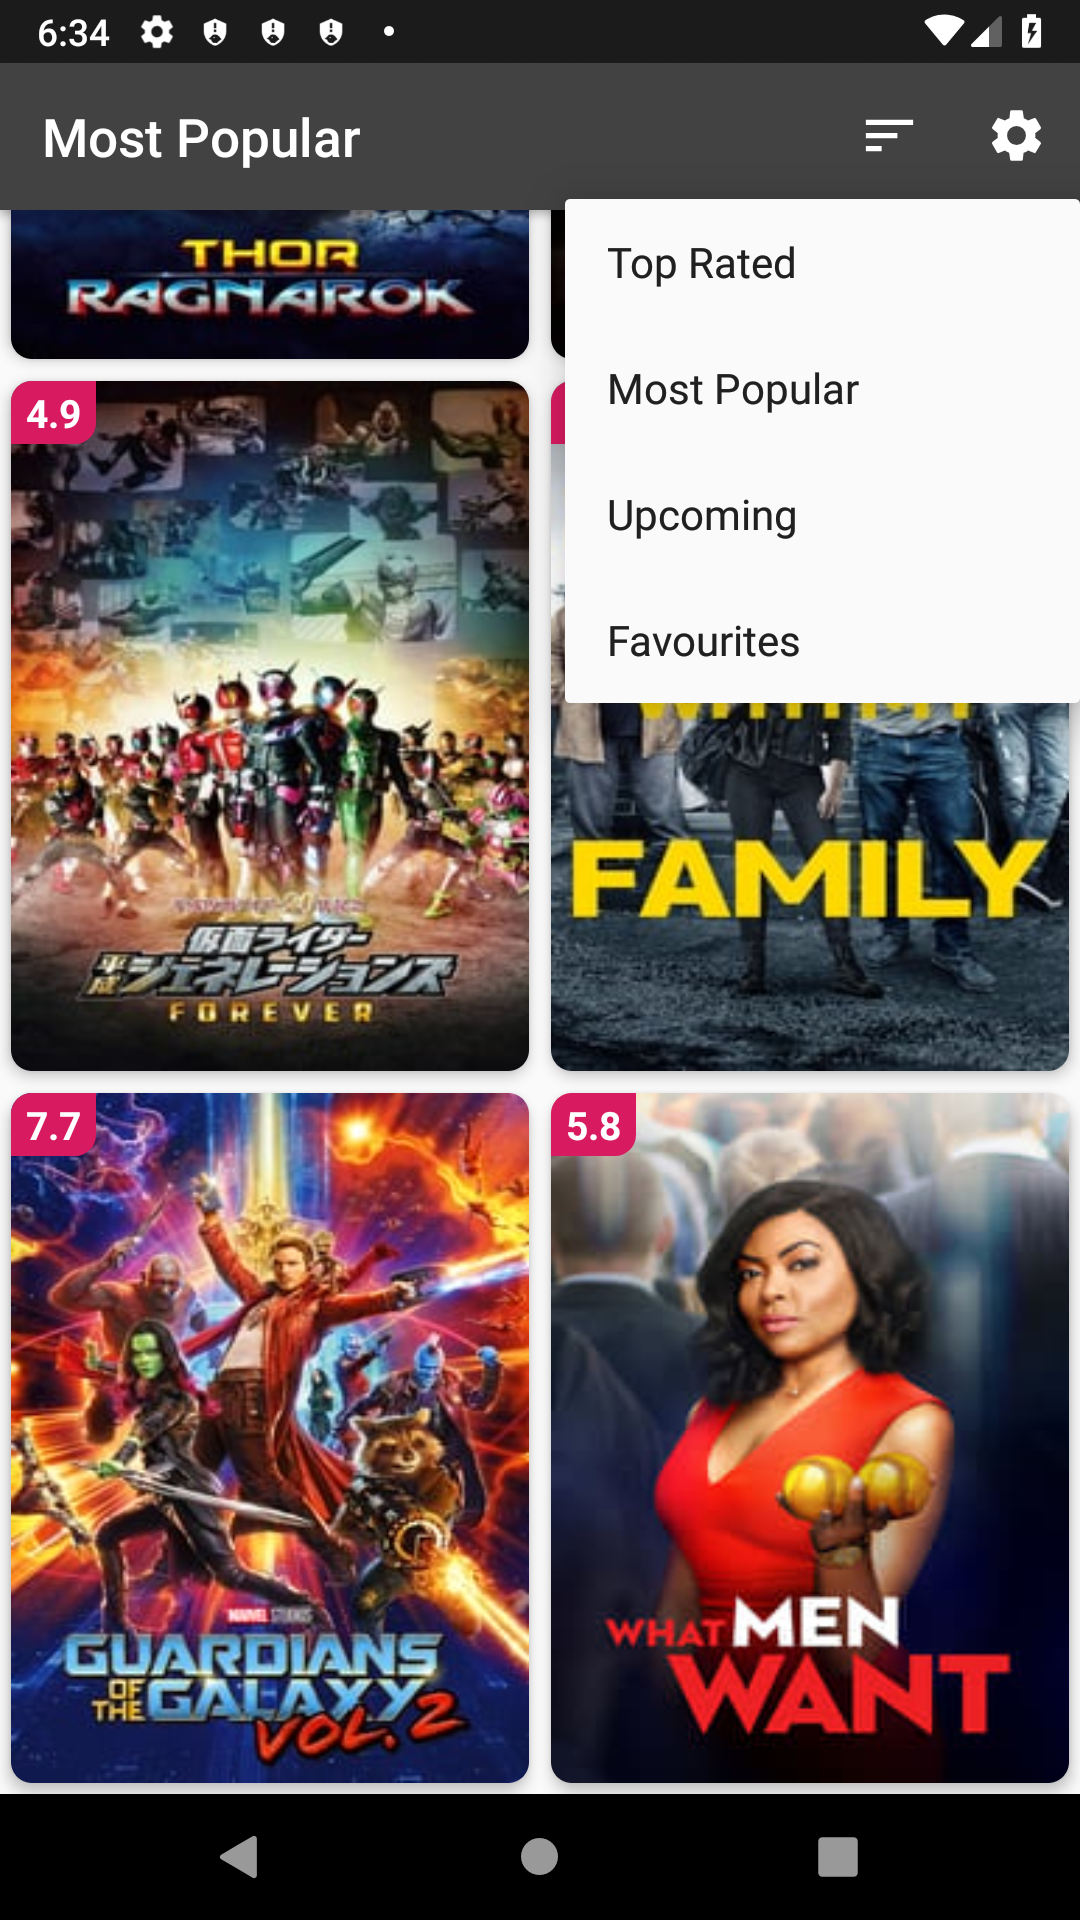 6:34
Most Popular
Top Rated
Most Popular
Upcoming
Favourites
THOR
RAGNAROK
4.9
仮面ライダー
平成ジェネレーションズ
FOREVER
FAMILY
7.7
MARVEL STUDIOS
GUARDIANS
OF THE GALAXY
VOL. 2
5.8
WHAT MEN
WANT